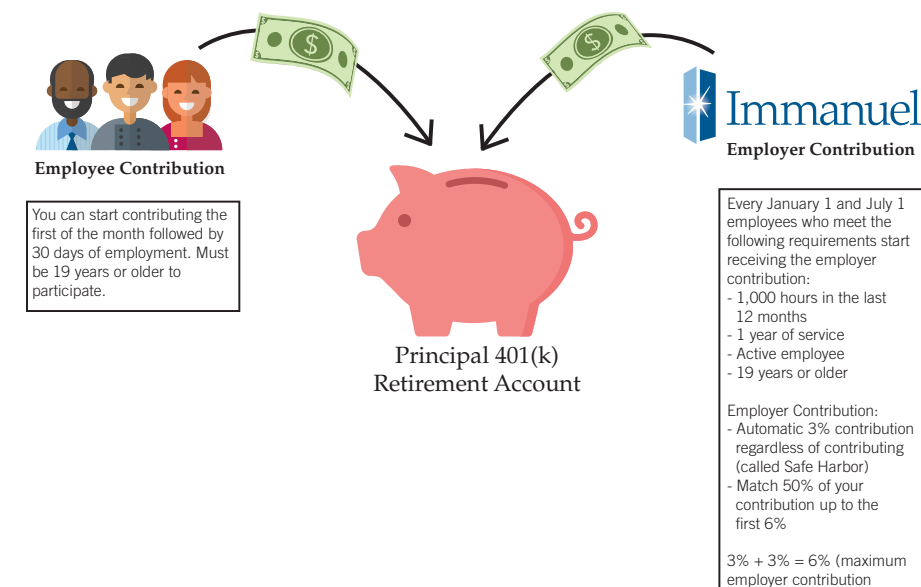 $
$
Immanuel
Employee Contribution
Employer Contribution
You can start contributing the
first of the month followed by
30 days of employment. Must
be 19 years or older to
participate.
Principal 401(k)
Retirement Account
Every January 1 and July 1
employees who meet the
following requirements start
receiving the employer
contribution:
- 1,000 hours in the last
12 months
- 1 year of service
- Active employee
- 19 years or older
Employer Contribution:
- Automatic 3% contribution
regardless of contributing
(called Safe Harbor)
- Match 50% of your
contribution up to the
first 6%
3% + 3% = 6% (maximum
employer contribution